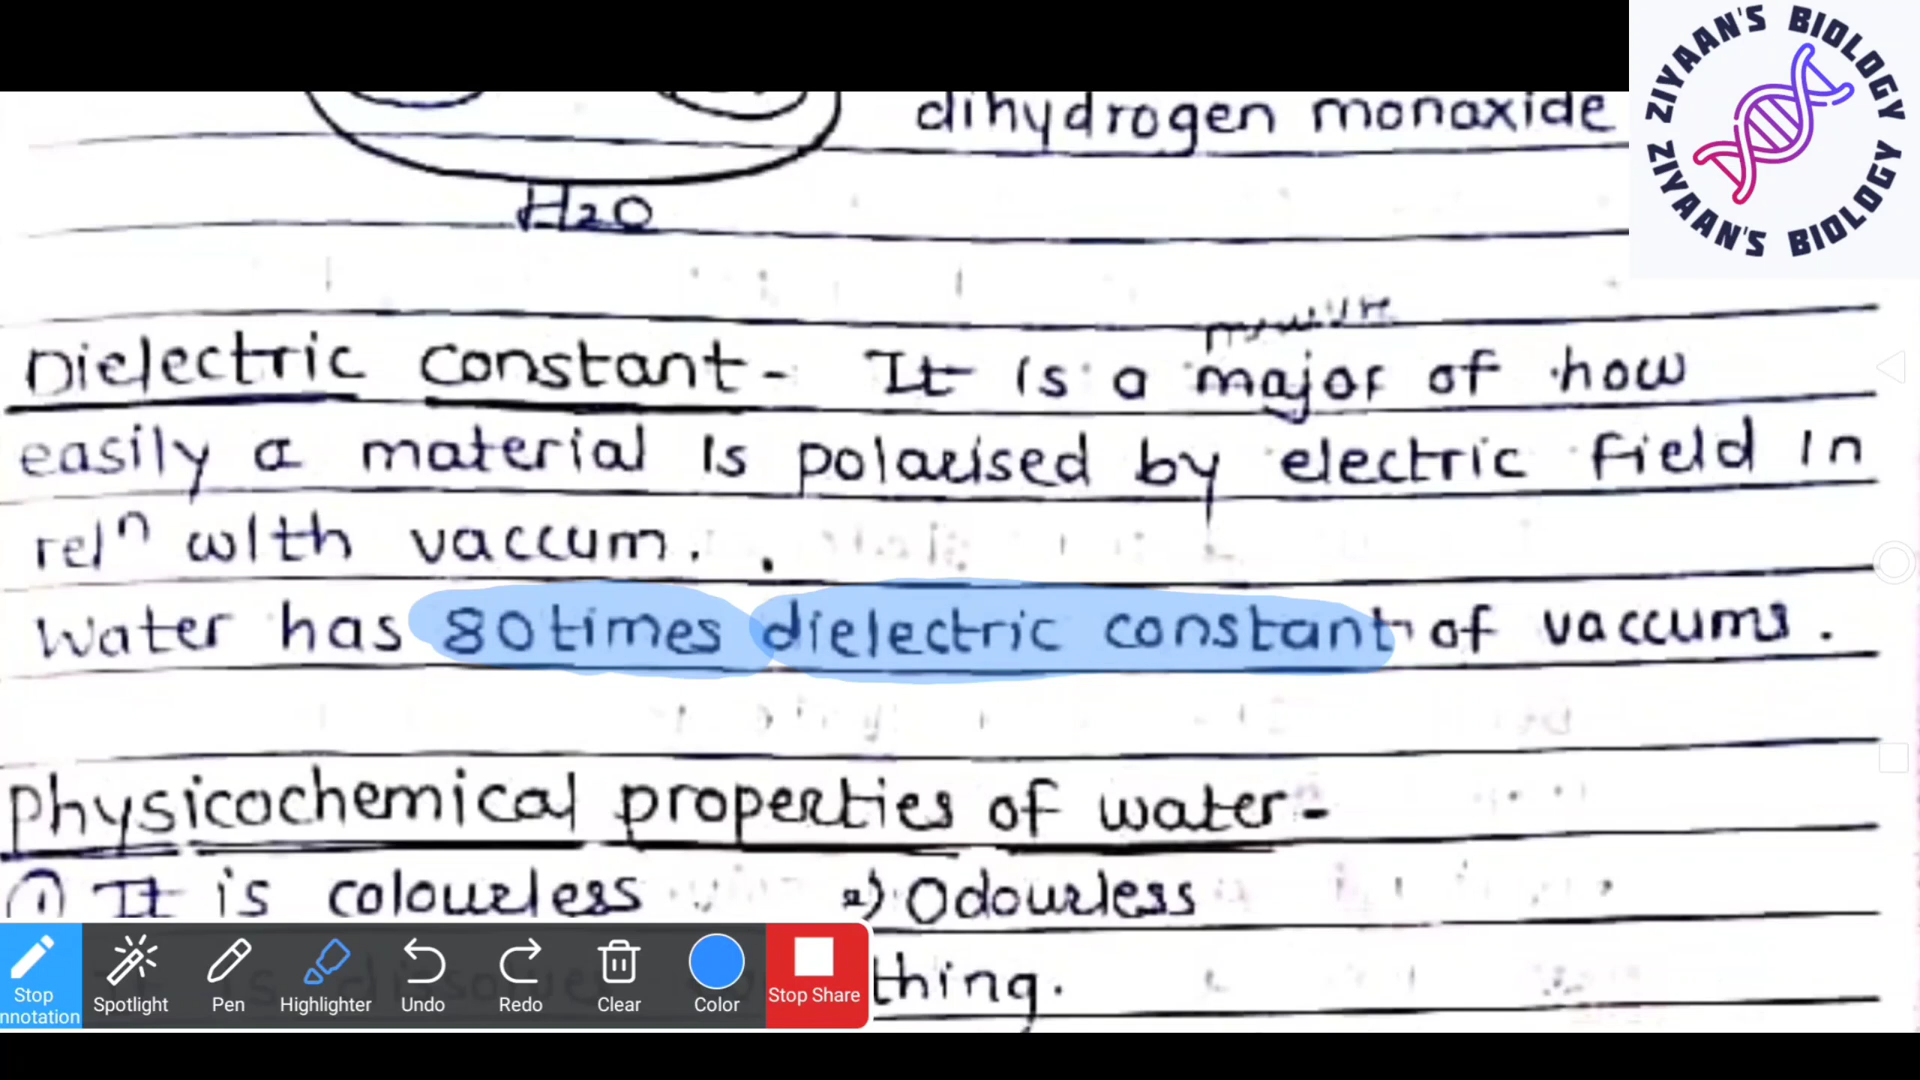 dihydrogen monoxide
ZIYAAN'S BIOLOGY
ZIYAAN'S BIOLOGY
H2O
measure
Dielectric constant - It is a major of how
easily a material is polarised by electric field in
relⁿ with vaccum.
Water has 80 times dielectric constant of vaccums.
physicochemical properties of water-
① It is colourless 2) Odourless
thing.
Stop
nnotation
Spotlight
Pen
Highlighter
Undo
Redo
Clear
Color
Stop Share